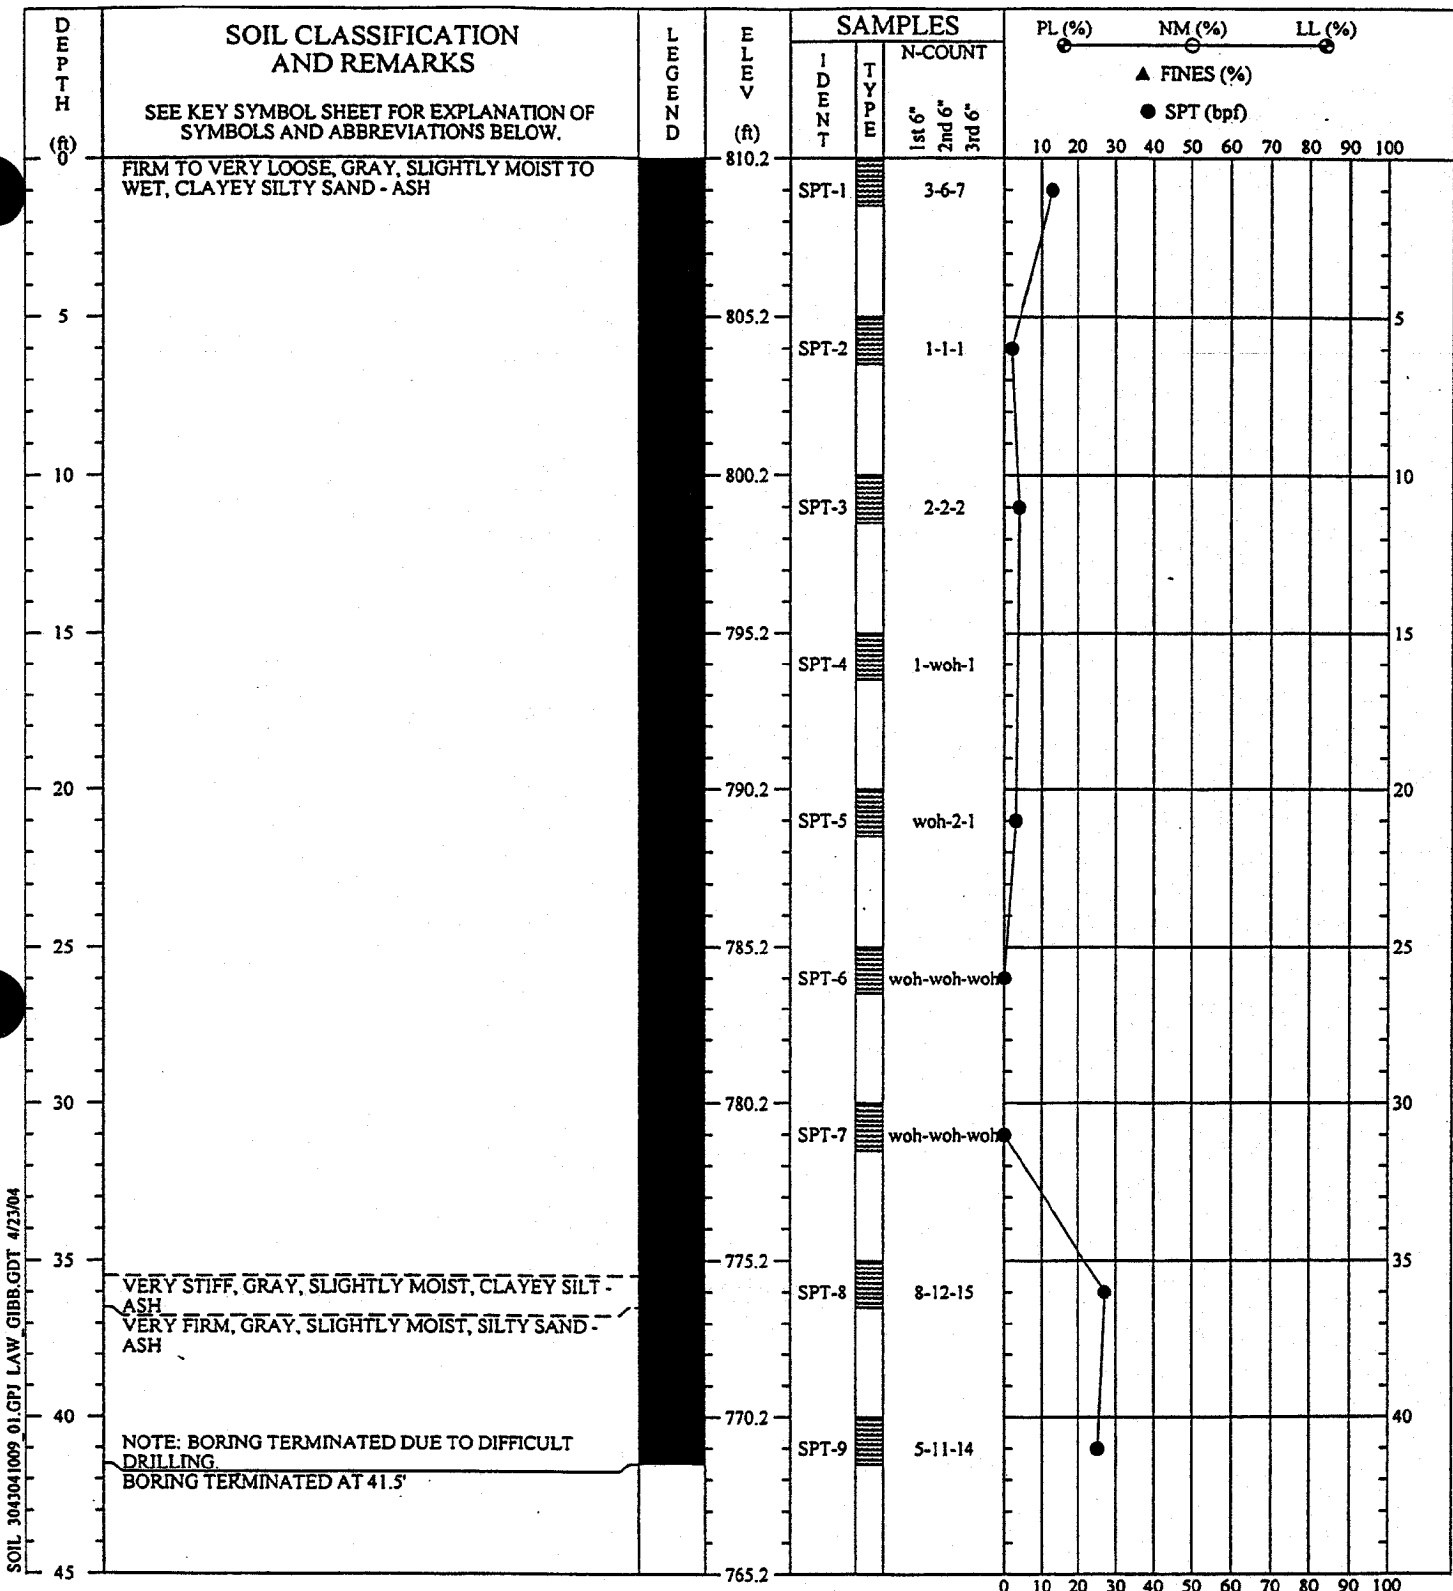 DEPTH (ft)
SOIL CLASSIFICATION
AND REMARKS
SEE KEY SYMBOL SHEET FOR EXPLANATION OF
SYMBOLS AND ABBREVIATIONS BELOW.
LEGEND
ELEV (ft)
SAMPLES
IDENT
TYPE
N-COUNT
1st 6"
2nd 6"
3rd 6"
PL (%) NM (%) LL (%)
▲ FINES (%)
● SPT (bpf)
10 20 30 40 50 60 70 80 90 100
0 810.2
FIRM TO VERY LOOSE, GRAY, SLIGHTLY MOIST TO
WET, CLAYEY SILTY SAND - ASH
SPT-1 3-6-7
5 805.2 5
SPT-2 1-1-1
10 800.2 10
SPT-3 2-2-2
15 795.2 15
SPT-4 1-woh-1
20 790.2 20
SPT-5 woh-2-1
25 785.2 25
SPT-6 woh-woh-woh
30 780.2 30
SPT-7 woh-woh-woh
35 775.2 35
VERY STIFF, GRAY, SLIGHTLY MOIST, CLAYEY SILT -
ASH
SPT-8 8-12-15
VERY FIRM, GRAY, SLIGHTLY MOIST, SILTY SAND -
ASH
40 770.2 40
NOTE: BORING TERMINATED DUE TO DIFFICULT
DRILLING.
SPT-9 5-11-14
BORING TERMINATED AT 41.5'
45 765.2
0 10 20 30 40 50 60 70 80 90 100
SOIL 3043041009_01.GPJ LAW_GIBB.GDT 4/23/04